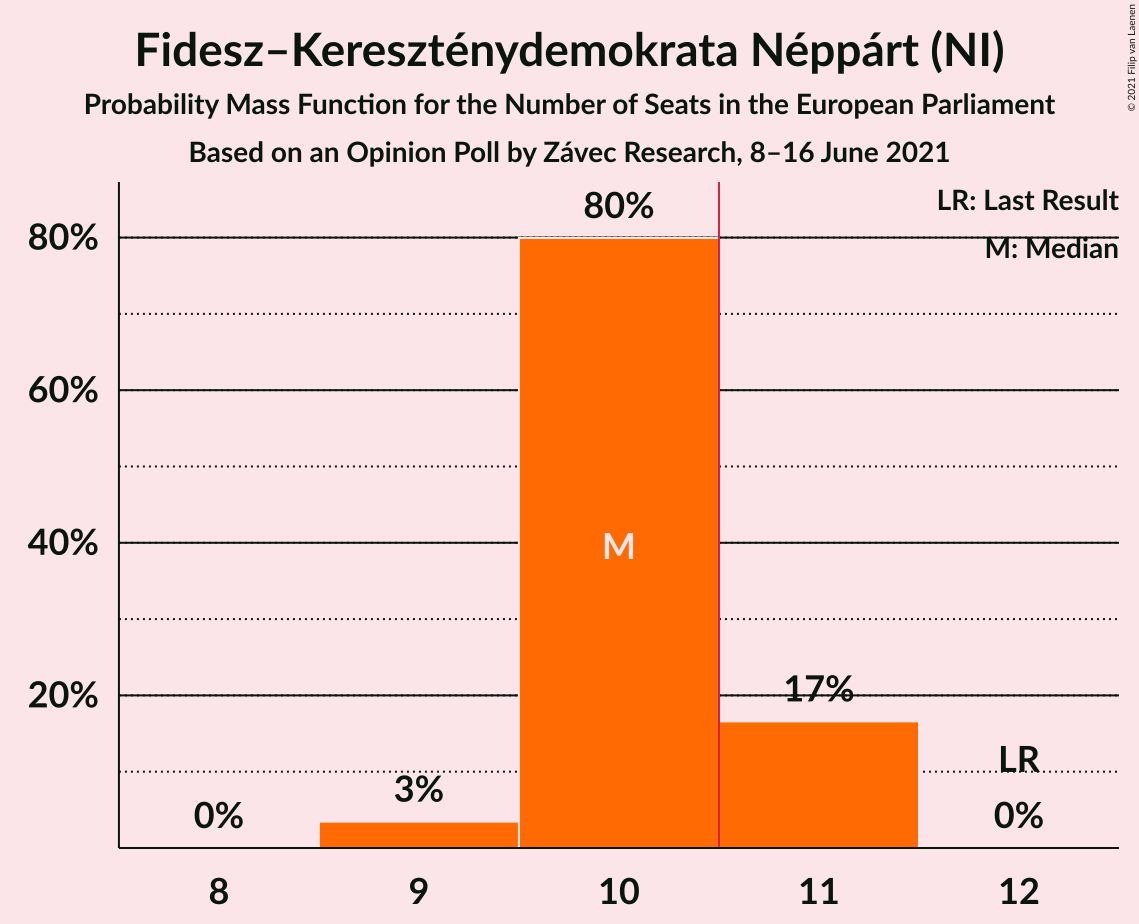 Fidesz–Kereszténydemokrata Néppárt (NI)
Probability Mass Function for the Number of Seats in the European Parliament
Based on an Opinion Poll by Závec Research, 8–16 June 2021
© 2021 Filip van Laenen
LR: Last Result
M: Median
80%
60%
40%
20%
0%
3%
80%
M
17%
LR
0%
8
9
10
11
12